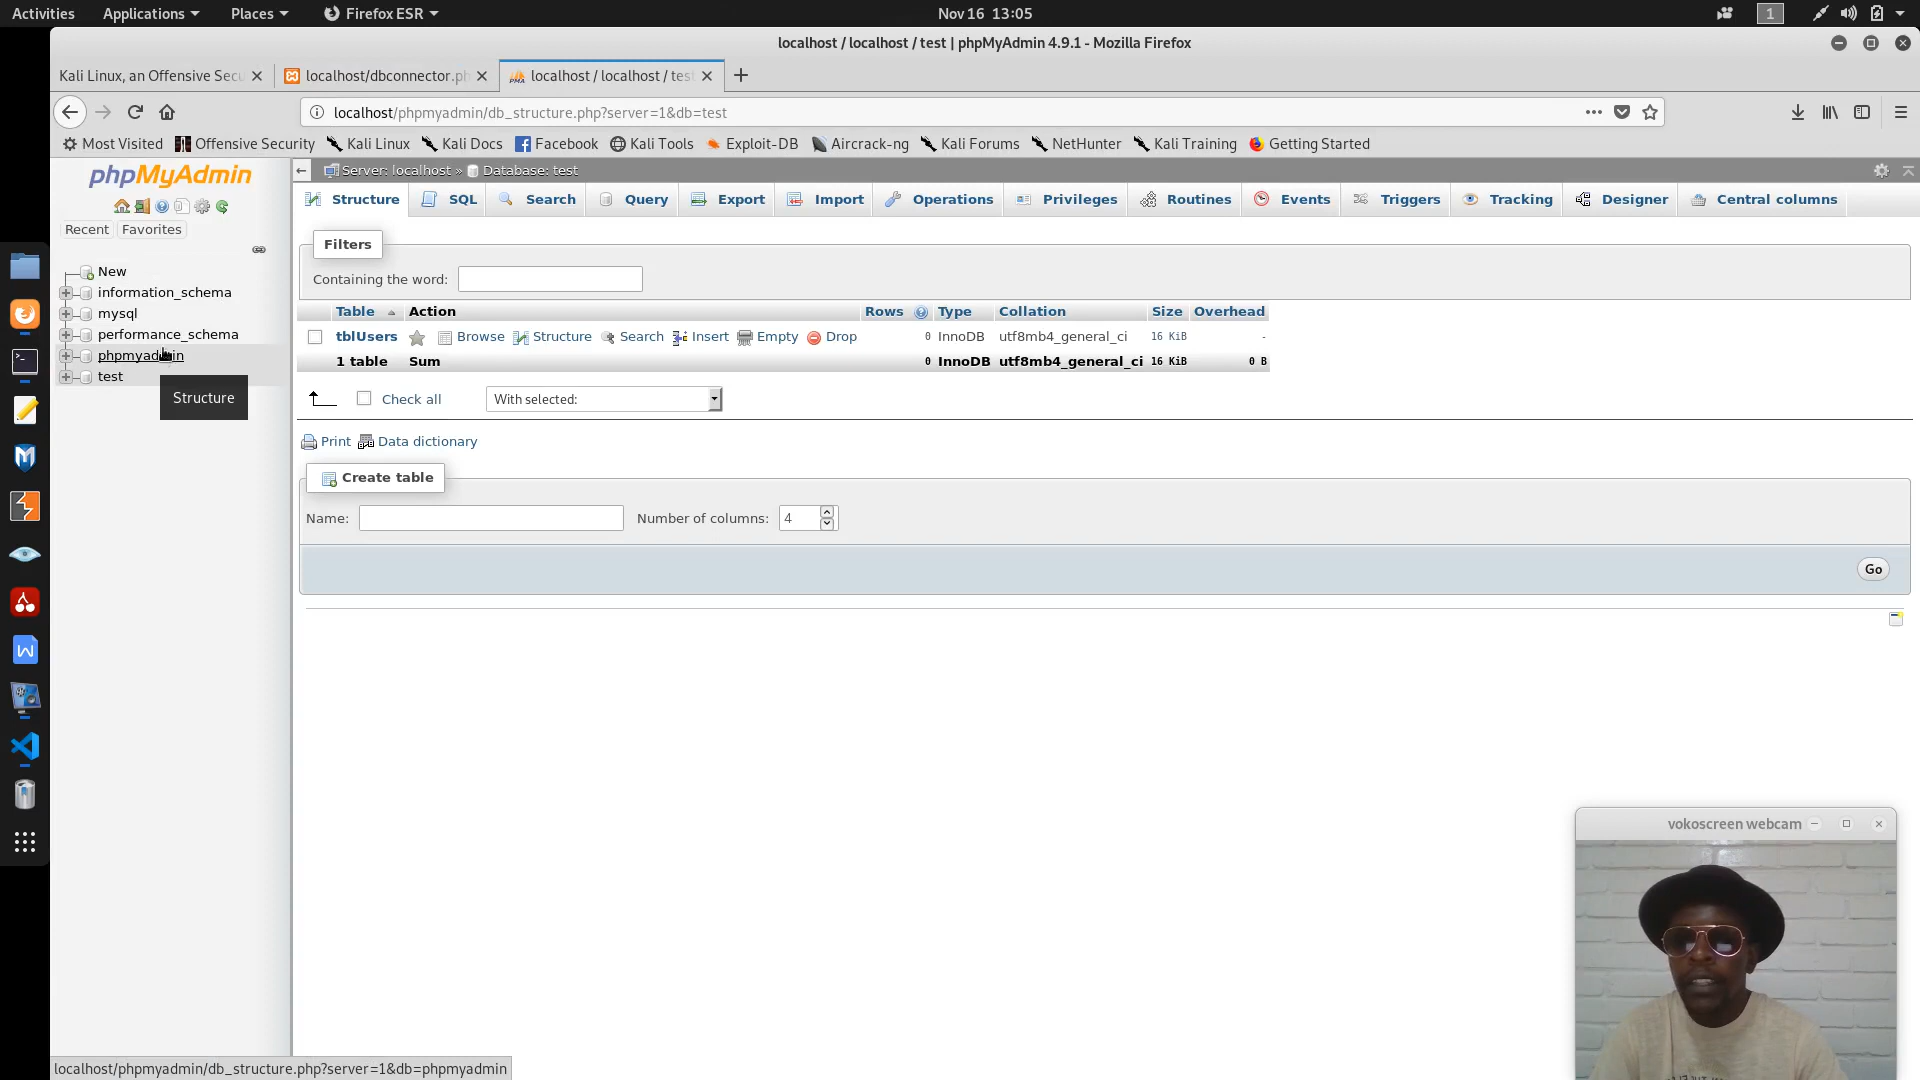 Activities Applications Places Firefox ESR Nov 16 13:05 1
localhost / localhost / test | phpMyAdmin 4.9.1 - Mozilla Firefox
Kali Linux, an Offensive Secu localhost/dbconnector.ph localhost / localhost / test
localhost/phpmyadmin/db_structure.php?server=1&db=test
Most Visited Offensive Security Kali Linux Kali Docs Facebook Kali Tools Exploit-DB Aircrack-ng Kali Forums NetHunter Kali Training Getting Started
phpMyAdmin
Recent Favorites
New
information_schema
mysql
performance_schema
phpmyadmin
test
Structure
Server: localhost » Database: test
Structure SQL Search Query Export Import Operations Privileges Routines Events Triggers Tracking Designer Central columns
Filters
Containing the word:
Table Action Rows Type Collation Size Overhead
tblUsers Browse Structure Search Insert Empty Drop 0 InnoDB utf8mb4_general_ci 16 KiB -
1 table Sum 0 InnoDB utf8mb4_general_ci 16 KiB 0 B
Check all With selected:
Print Data dictionary
Create table
Name: Number of columns: 4
Go
vokoscreen webcam
localhost/phpmyadmin/db_structure.php?server=1&db=phpmyadmin